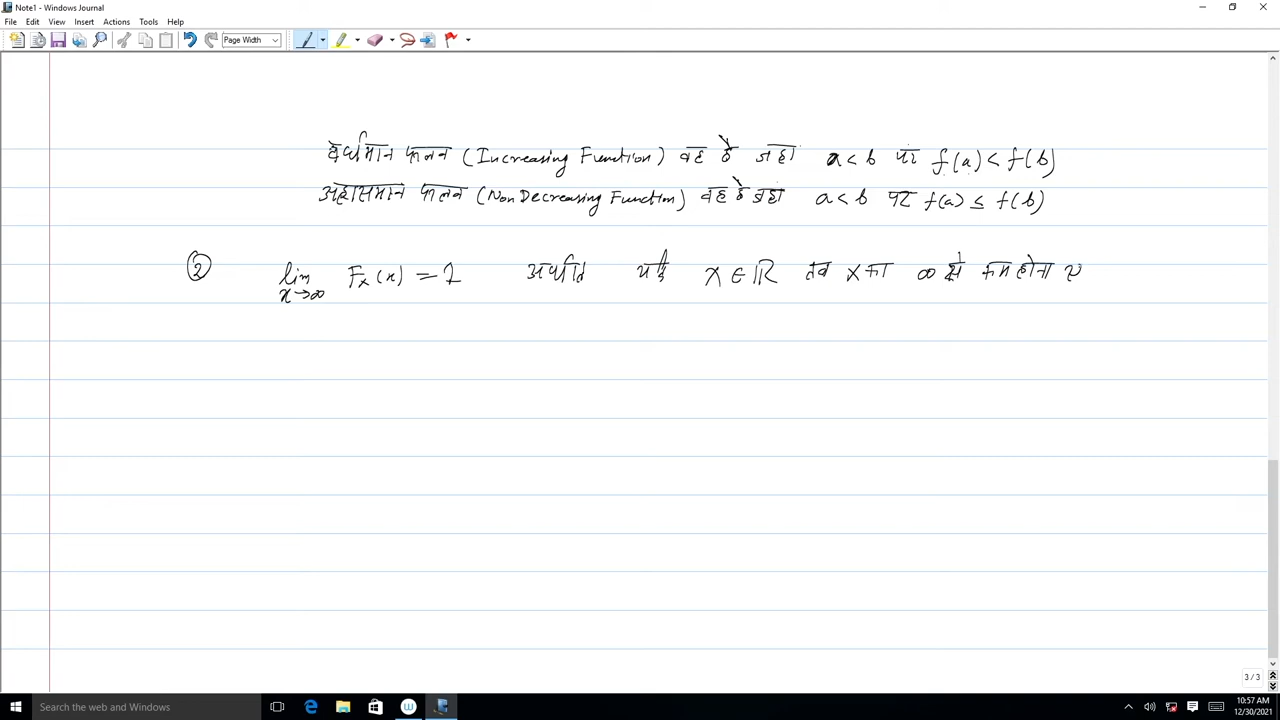 Note1 - Windows Journal
File Edit View Insert Actions Tools Help
Page Width
वर्धमान फलन (Increasing Function) वह है जहा a < b पर f(a) < f(b)
अह्रासमान फलन (Non Decreasing Function) वह है जहा a < b पर f(a) ≤ f(b)
② lim x→∞ Fx(x) = 1 अर्थात यदि X ∈ ℝ तब X का ∞ से कम होना ए
3 / 3
Search the web and Windows
10:57 AM
12/30/2021